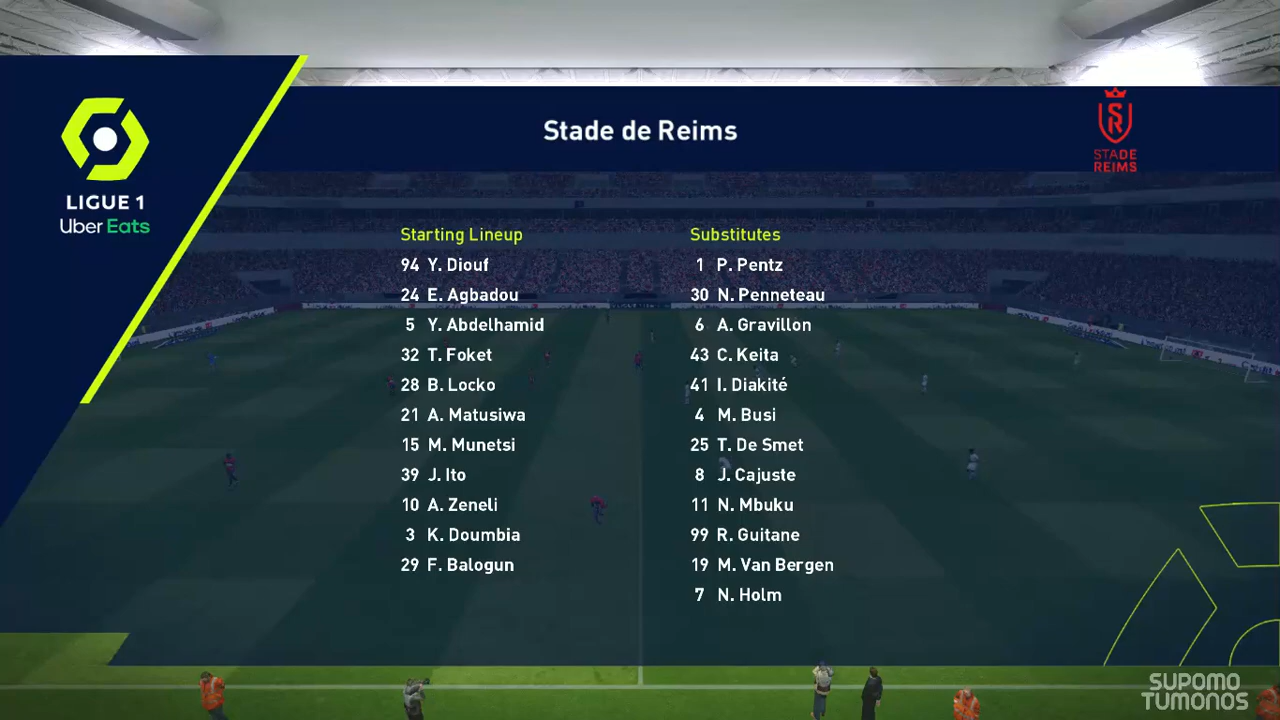 LIGUE 1
Uber Eats
Stade de Reims
STADE
REIMS
Starting Lineup
94 Y. Diouf
24 E. Agbadou
5 Y. Abdelhamid
32 T. Foket
28 B. Locko
21 A. Matusiwa
15 M. Munetsi
39 J. Ito
10 A. Zeneli
3 K. Doumbia
29 F. Balogun
Substitutes
1 P. Pentz
30 N. Penneteau
6 A. Gravillon
43 C. Keita
41 I. Diakité
4 M. Busi
25 T. De Smet
8 J. Cajuste
11 N. Mbuku
99 R. Guitane
19 M. Van Bergen
7 N. Holm
SUPOMO
TUMONOS